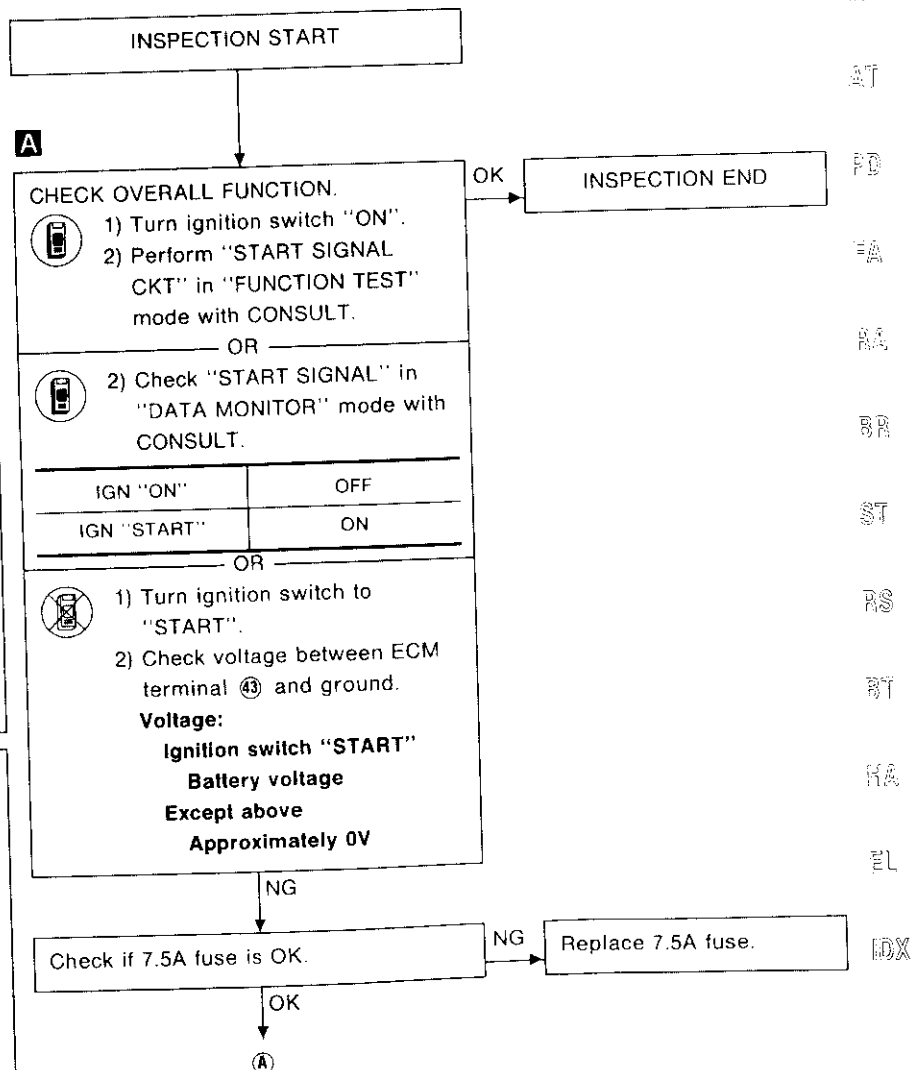 INSPECTION START
A
CHECK OVERALL FUNCTION.
1) Turn ignition switch "ON".
2) Perform "START SIGNAL
CKT" in "FUNCTION TEST"
mode with CONSULT.
OR
2) Check "START SIGNAL" in
"DATA MONITOR" mode with
CONSULT.
IGN "ON" OFF
IGN "START" ON
OR
1) Turn ignition switch to
"START".
2) Check voltage between ECM
terminal 43 and ground.
Voltage:
Ignition switch "START"
Battery voltage
Except above
Approximately 0V
OK
INSPECTION END
NG
Check if 7.5A fuse is OK.
NG
Replace 7.5A fuse.
OK
A
AT
PD
FA
RA
BR
ST
RS
BT
HA
EL
IDX